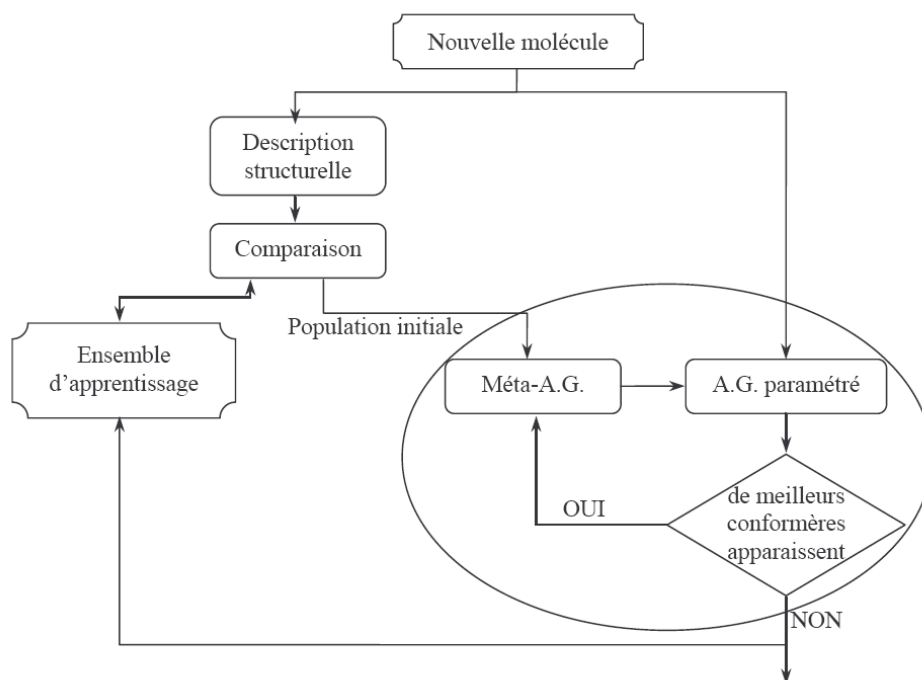 Nouvelle molécule
Description
structurelle
Comparaison
Population initiale
Ensemble
d'apprentissage
Méta-A.G.
A.G. paramétré
OUI
de meilleurs
conformères
apparaissent
NON